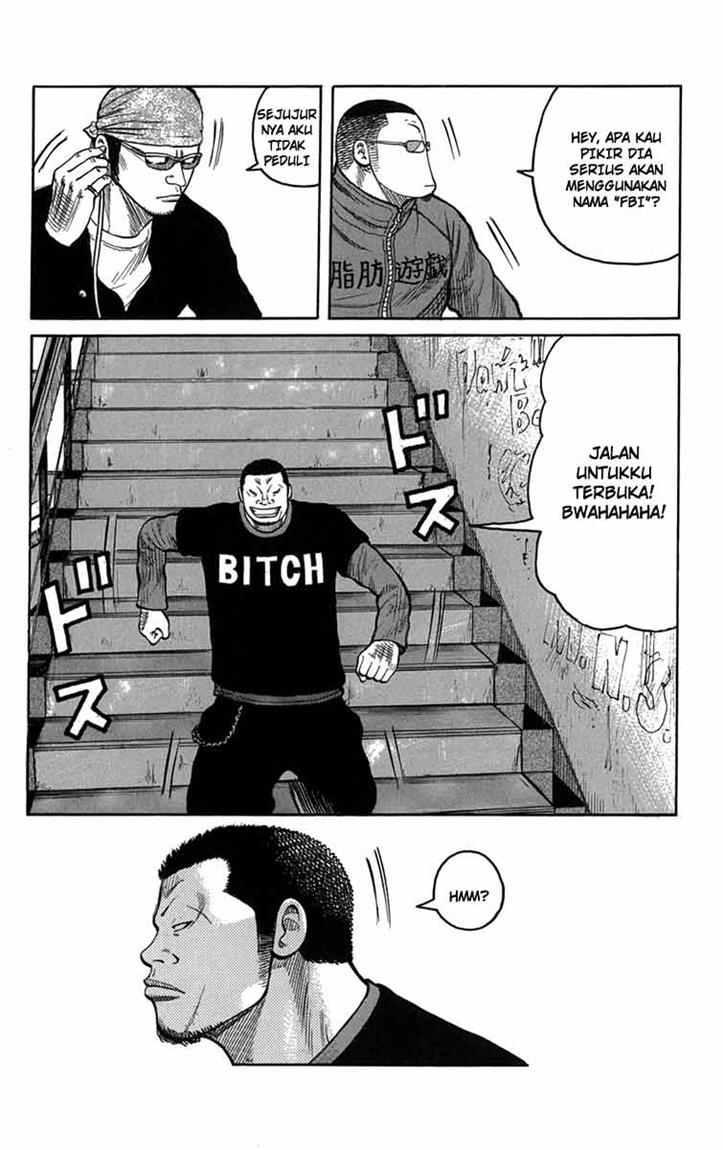 HEY, APA KAU
PIKIR DIA
SERIUS AKAN
MENGGUNAKAN
NAMA "FBI"?
脂肪遊戯
SEJUJUR
NYA AKU
TIDAK
PEDULI
JALAN
UNTUKKU
TERBUKA!
BWAHAHAHA!
ドス
ドス
BITCH
HMM?